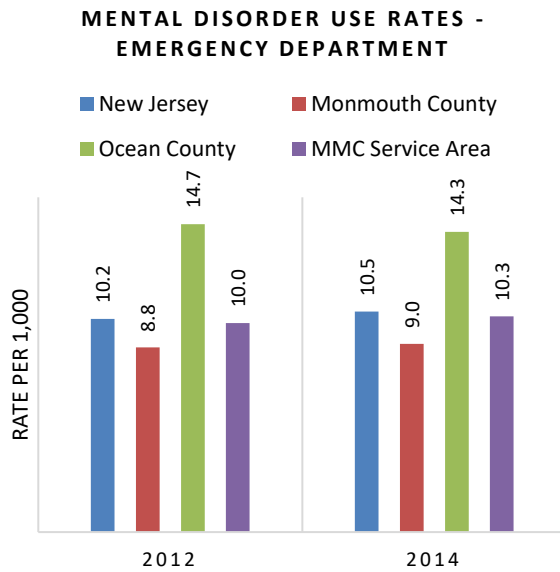 MENTAL DISORDER USE RATES -
EMERGENCY DEPARTMENT
New Jersey
Monmouth County
Ocean County
MMC Service Area
RATE PER 1,000
10.2
8.8
14.7
10.0
10.5
9.0
14.3
10.3
2012
2014